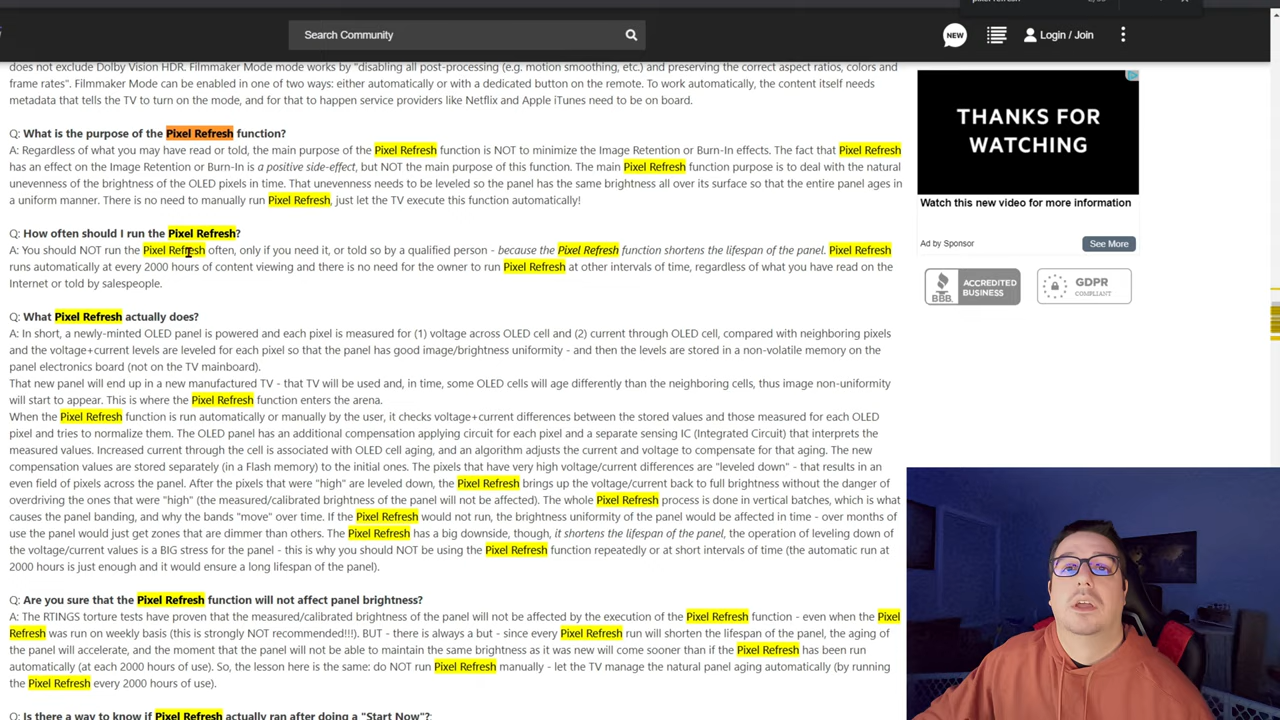 Search Community
NEW
Login / Join
does not exclude Dolby Vision HDR. Filmmaker Mode mode works by "disabling all post-processing (e.g. motion smoothing, etc.) and preserving the correct aspect ratios, colors and
frame rates". Filmmaker Mode can be enabled in one of two ways: either automatically or with a dedicated button on the remote. To work automatically, the content itself needs
metadata that tells the TV to turn on the mode, and for that to happen service providers like Netflix and Apple iTunes need to be on board.
Q: What is the purpose of the Pixel Refresh function?
A: Regardless of what you may have read or told, the main purpose of the Pixel Refresh function is NOT to minimize the Image Retention or Burn-In effects. The fact that Pixel Refresh
has an effect on the Image Retention or Burn-In is a positive side-effect, but NOT the main purpose of this function. The main Pixel Refresh function purpose is to deal with the natural
unevenness of the brightness of the OLED pixels in time. That unevenness needs to be leveled so the panel has the same brightness all over its surface so that the entire panel ages in
a uniform manner. There is no need to manually run Pixel Refresh, just let the TV execute this function automatically!
Q: How often should I run the Pixel Refresh?
A: You should NOT run the Pixel Refresh often, only if you need it, or told so by a qualified person - because the Pixel Refresh function shortens the lifespan of the panel. Pixel Refresh
runs automatically at every 2000 hours of content viewing and there is no need for the owner to run Pixel Refresh at other intervals of time, regardless of what you have read on the
Internet or told by salespeople.
Q: What Pixel Refresh actually does?
A: In short, a newly-minted OLED panel is powered and each pixel is measured for (1) voltage across OLED cell and (2) current through OLED cell, compared with neighboring pixels
and the voltage+current levels are leveled for each pixel so that the panel has good image/brightness uniformity - and then the levels are stored in a non-volatile memory on the
panel electronics board (not on the TV mainboard).
That new panel will end up in a new manufactured TV - that TV will be used and, in time, some OLED cells will age differently than the neighboring cells, thus image non-uniformity
will start to appear. This is where the Pixel Refresh function enters the arena.
When the Pixel Refresh function is run automatically or manually by the user, it checks voltage+current differences between the stored values and those measured for each OLED
pixel and tries to normalize them. The OLED panel has an additional compensation applying circuit for each pixel and a separate sensing IC (Integrated Circuit) that interprets the
measured values. Increased current through the cell is associated with OLED cell aging, and an algorithm adjusts the current and voltage to compensate for that aging. The new
compensation values are stored separately (in a Flash memory) to the initial ones. The pixels that have very high voltage/current differences are "leveled down" - that results in an
even field of pixels across the panel. After the pixels that were "high" are leveled down, the Pixel Refresh brings up the voltage/current back to full brightness without the danger of
overdriving the ones that were "high" (the measured/calibrated brightness of the panel will not be affected). The whole Pixel Refresh process is done in vertical batches, which is what
causes the panel banding, and why the bands "move" over time. If the Pixel Refresh would not run, the brightness uniformity of the panel would be affected in time - over months of
use the panel would just get zones that are dimmer than others. The Pixel Refresh has a big downside, though, it shortens the lifespan of the panel, the operation of leveling down of
the voltage/current values is a BIG stress for the panel - this is why you should NOT be using the Pixel Refresh function repeatedly or at short intervals of time (the automatic run at
2000 hours is just enough and it would ensure a long lifespan of the panel).
Q: Are you sure that the Pixel Refresh function will not affect panel brightness?
A: The RTINGS torture tests have proven that the measured/calibrated brightness of the panel will not be affected by the execution of the Pixel Refresh function - even when the Pixel
Refresh was run on weekly basis (this is strongly NOT recommended!!!). BUT - there is always a but - since every Pixel Refresh run will shorten the lifespan of the panel, the aging of
the panel will accelerate, and the moment that the panel will not be able to maintain the same brightness as it was new will come sooner than if the Pixel Refresh has been run
automatically (at each 2000 hours of use). So, the lesson here is the same: do NOT run Pixel Refresh manually - let the TV manage the natural panel aging automatically (by running
the Pixel Refresh every 2000 hours of use).
Q: Is there a way to know if Pixel Refresh actually ran after doing a "Start Now"?:
THANKS FOR
WATCHING
Watch this new video for more information
Ad by Sponsor
See More
BBB.
ACCREDITED
BUSINESS
GDPR
COMPLIANT